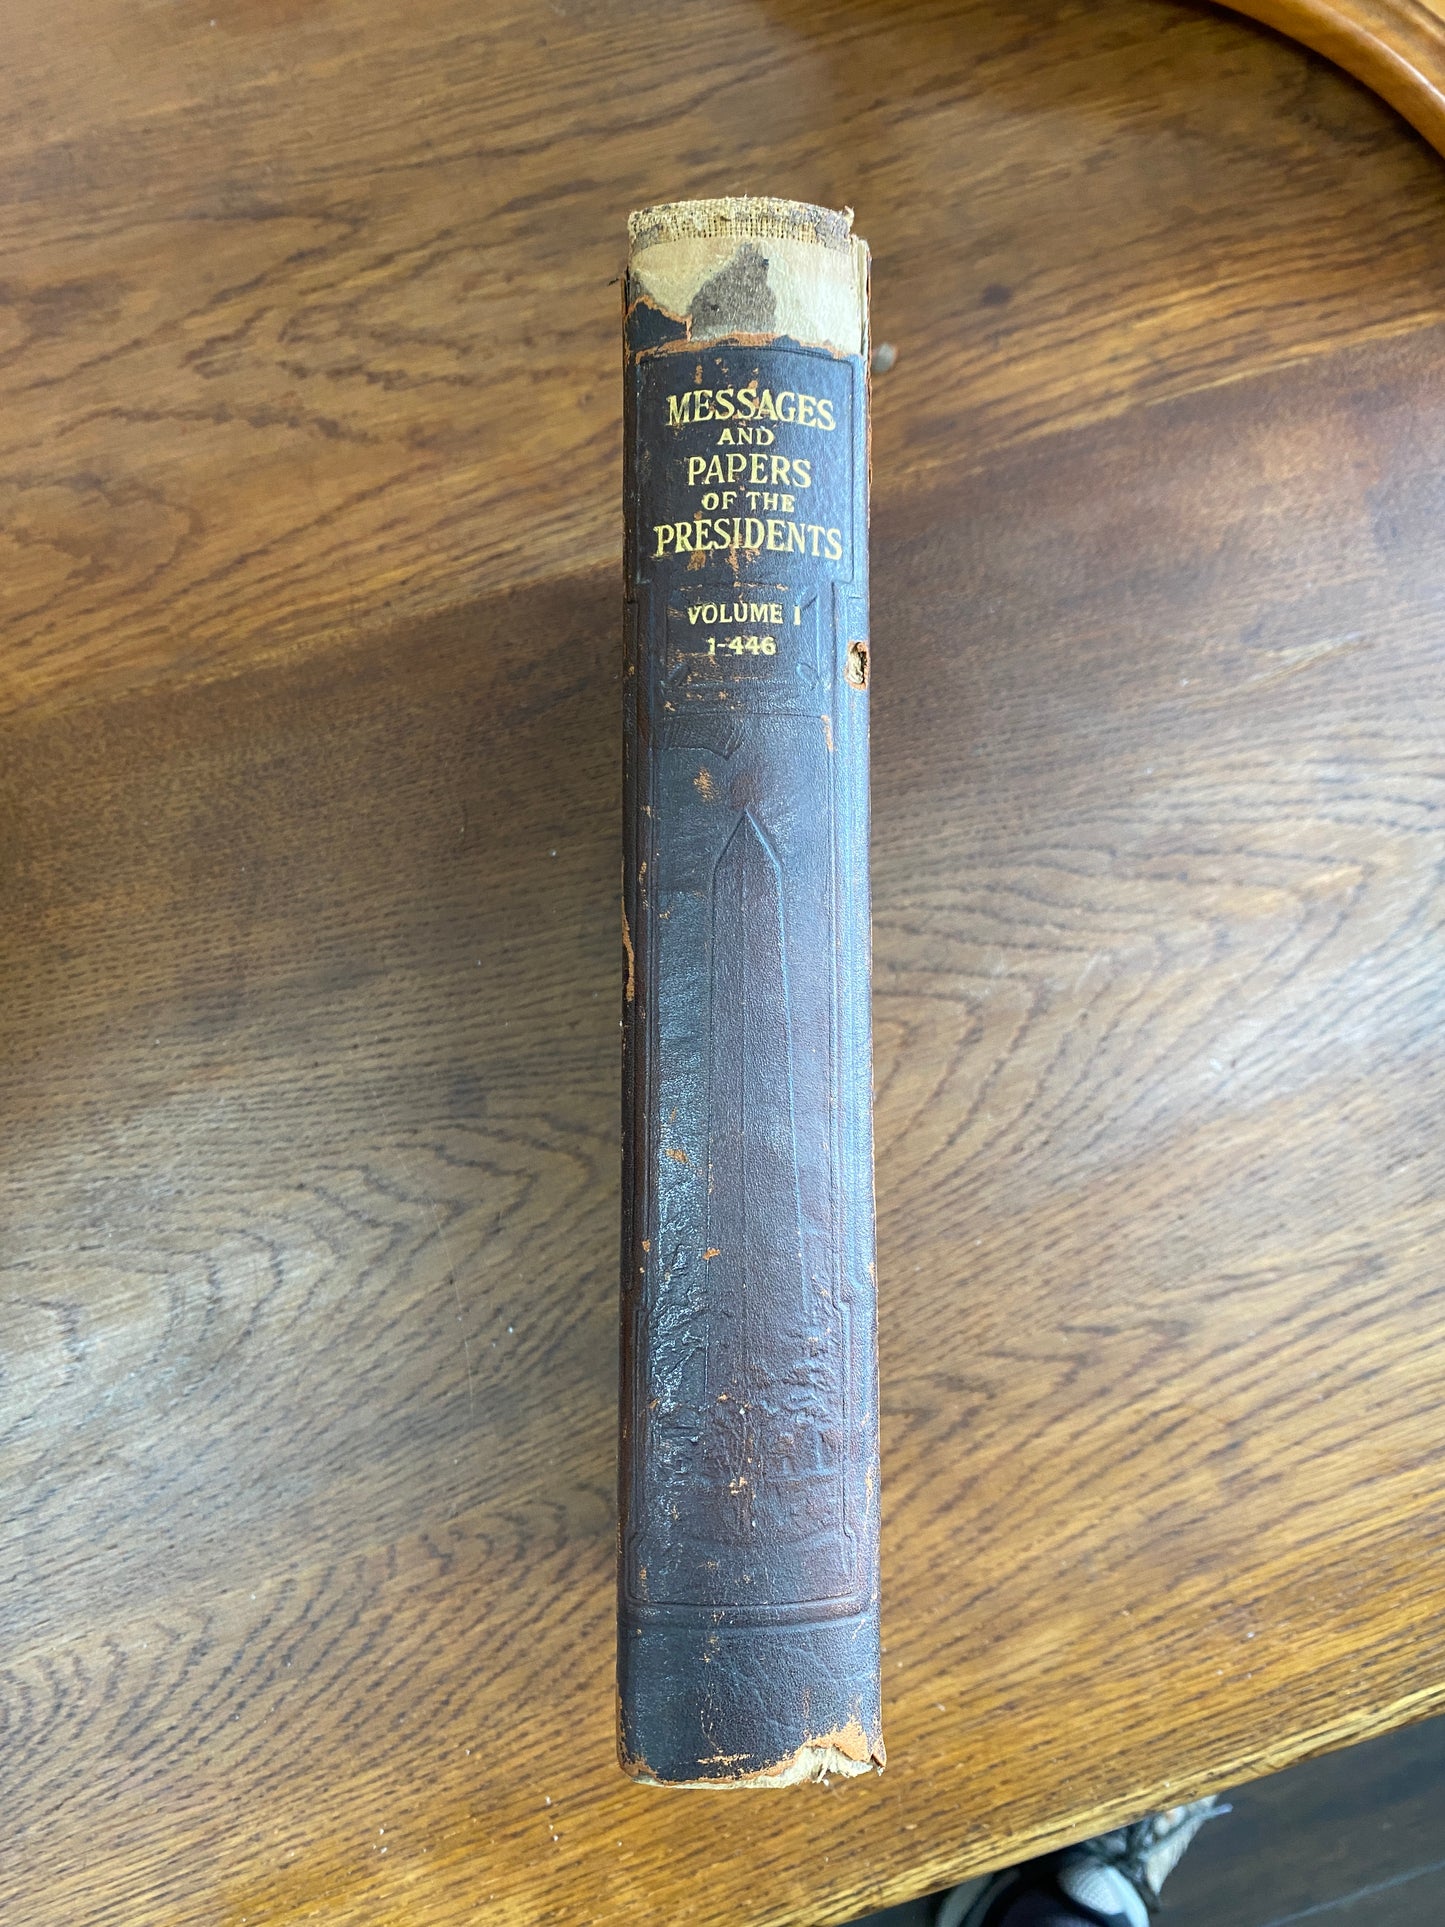 MESSAGES
AND
PAPERS
OF THE
PRESIDENTS
VOLUME I
1-446